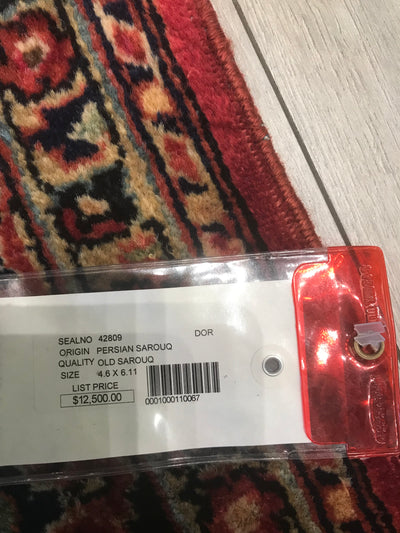 SEALNO 42809 DOR
ORIGIN PERSIAN SAROUQ
QUALITY OLD SAROUQ
SIZE 4.6 X 6.11
LIST PRICE
$12,500.00
0001000110067